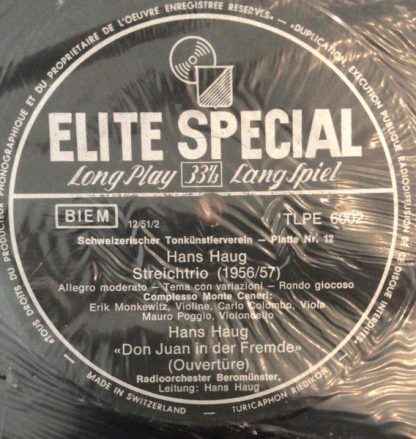 «TOUS DROITS DU PRODUCTEUR PHONOGRAPHIQUE ET DU PROPRIETAIRE DE L'OEUVRE ENREGISTREE RESERVES» — «DUPLICATION, EXECUTION PUBLIQUE RADIODIFFUSION DE CE DISQUE INTERDITES»
ELITE SPECIAL
Long Play 33⅓ Langspiel
BIEM 12/51/2 TLPE 6002
Schweizerischer Tonkünstlerverein — Platte Nr. 12
Hans Haug
Streichtrio (1956/57)
Allegro moderato - Tema con variazioni - Rondo giocoso
Complesso Monte Ceneri:
Erik Monkewitz, Violine, Carlo Colombo, Viola
Mauro Poggio, Violoncello
Hans Haug
«Don Juan in der Fremde»
(Ouvertüre)
Radioorchester Beromünster,
Leitung: Hans Haug
MADE IN SWITZERLAND — TURICAPHON RIEDIKON